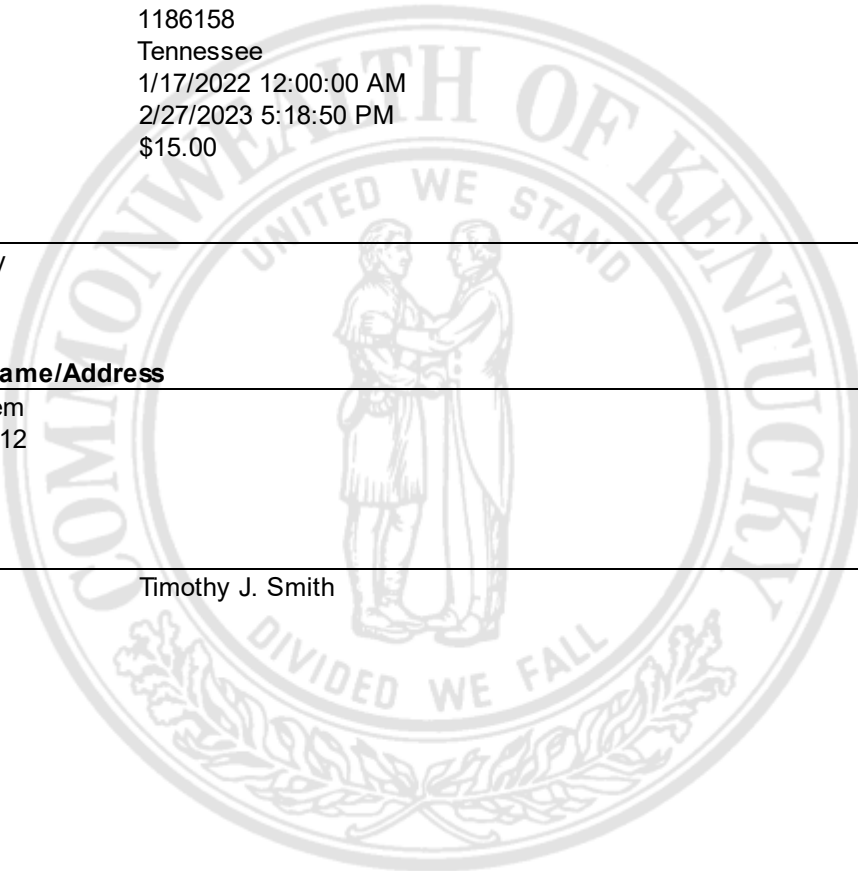 1186158
Tennessee
1/17/2022 12:00:00 AM
2/27/2023 5:18:50 PM
$15.00
ame/Address
em
12
Timothy J. Smith
COMMONWEALTH OF KENTUCKY
UNITED WE STAND
DIVIDED WE FALL